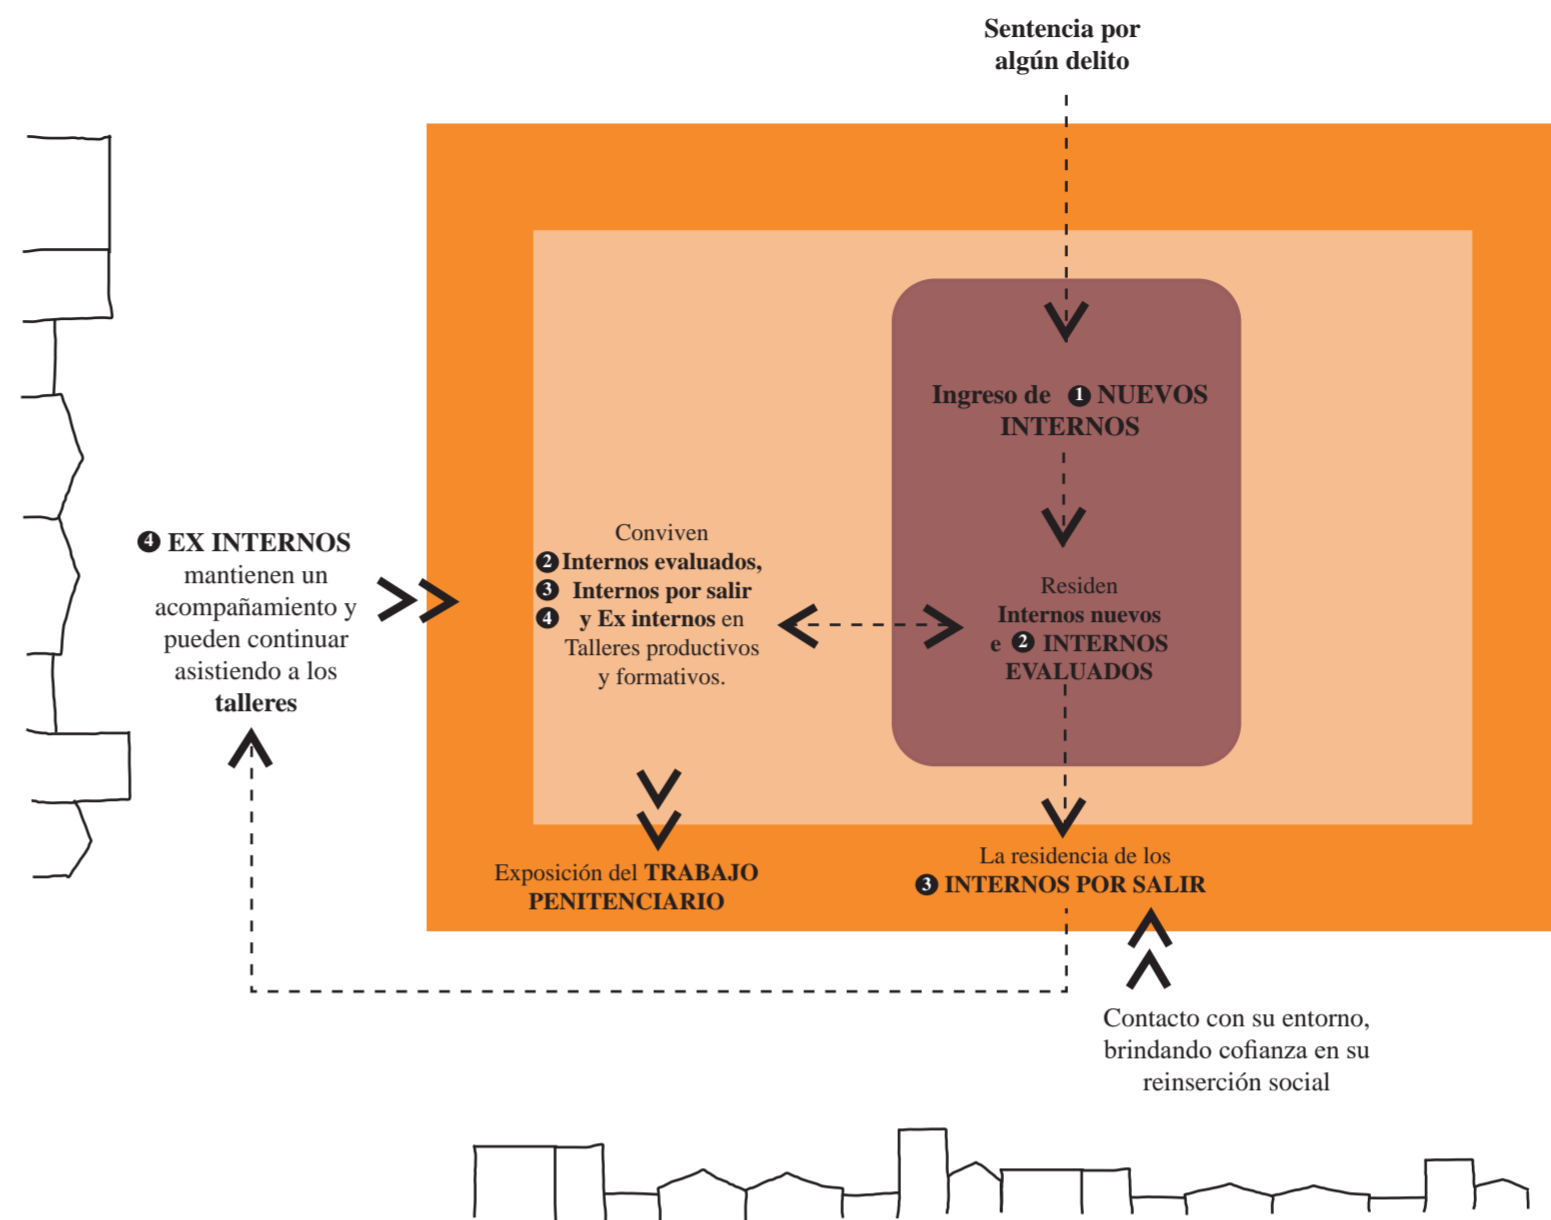 Sentencia por
algún delito
Ingreso de ❶ NUEVOS
INTERNOS
Residen
Internos nuevos
e ❷ INTERNOS
EVALUADOS
Conviven
❷ Internos evaluados,
❸ Internos por salir
❹ y Ex internos en
Talleres productivos
y formativos.
❹ EX INTERNOS
mantienen un
acompañamiento y
pueden continuar
asistiendo a los
talleres
Exposición del TRABAJO
PENITENCIARIO
La residencia de los
❸ INTERNOS POR SALIR
Contacto con su entorno,
brindando cofianza en su
reinserción social